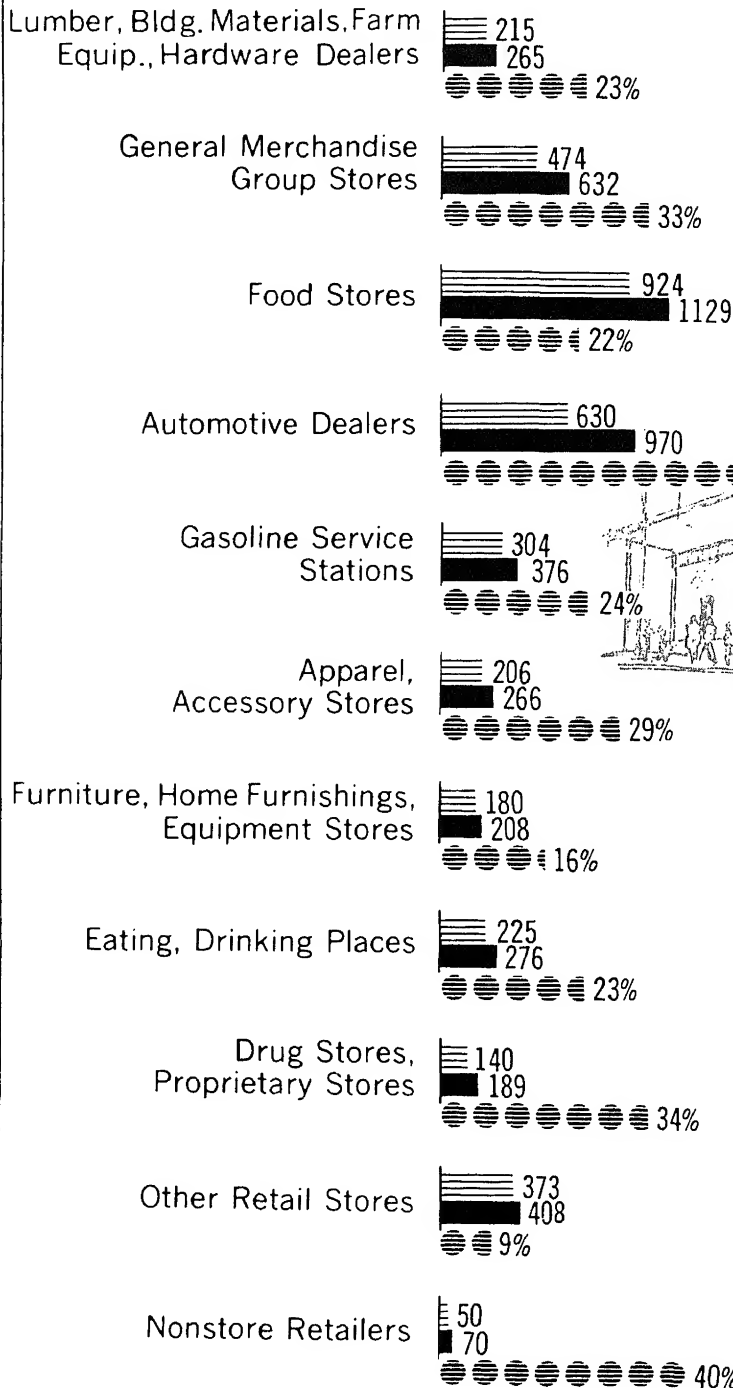 Lumber, Bldg. Materials, Farm
Equip., Hardware Dealers
215
265
23%
General Merchandise
Group Stores
474
632
33%
Food Stores
924
1129
22%
Automotive Dealers
630
970
Gasoline Service
Stations
304
376
24%
Apparel,
Accessory Stores
206
266
29%
Furniture, Home Furnishings,
Equipment Stores
180
208
16%
Eating, Drinking Places
225
276
23%
Drug Stores,
Proprietary Stores
140
189
34%
Other Retail Stores
373
408
9%
Nonstore Retailers
50
70
40%